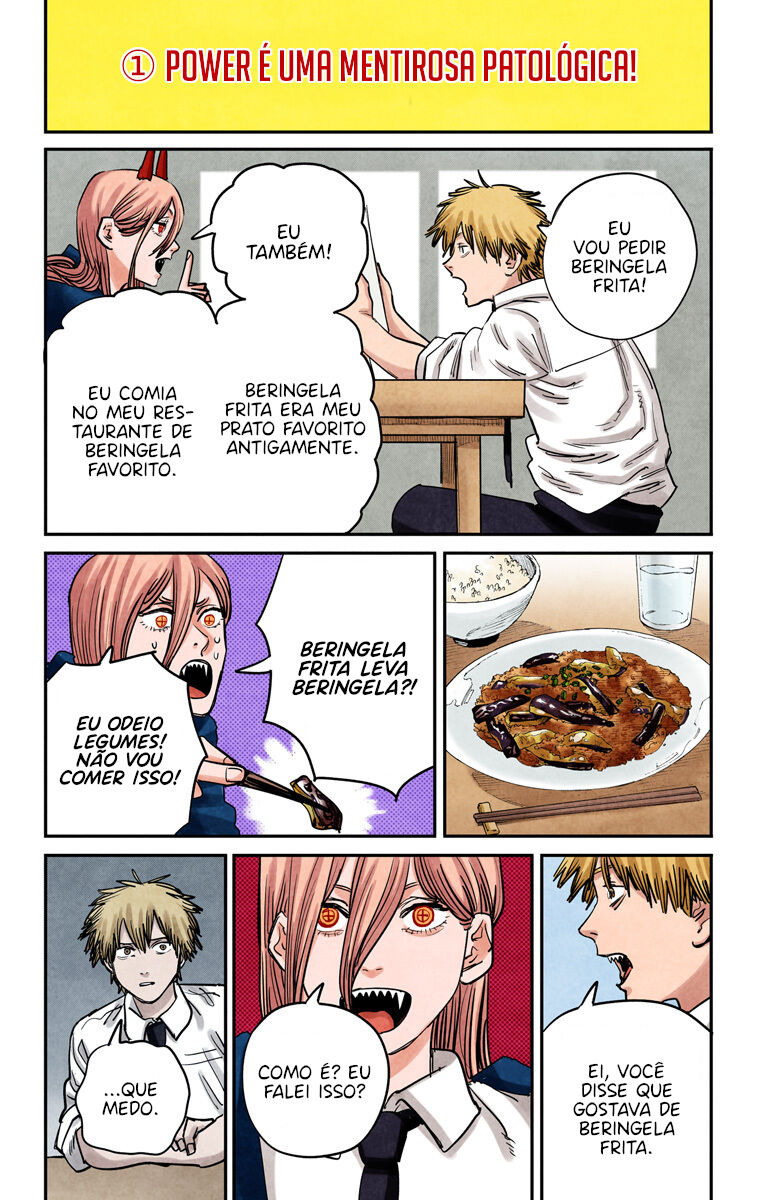 ① POWER É UMA MENTIROSA PATOLÓGICA!
EU
VOU PEDIR
BERINGELA
FRITA!
EU
TAMBÉM!
BERINGELA
FRITA ERA MEU
PRATO FAVORITO
ANTIGAMENTE.
EU COMIA
NO MEU RES-
TAURANTE DE
BERINGELA
FAVORITO.
BERINGELA
FRITA LEVA
BERINGELA?!
EU ODEIO
LEGUMES!
NÃO VOU
COMER ISSO!
EI, VOCÊ
DISSE QUE
GOSTAVA DE
BERINGELA
FRITA.
COMO É? EU
FALEI ISSO?
...QUE
MEDO.